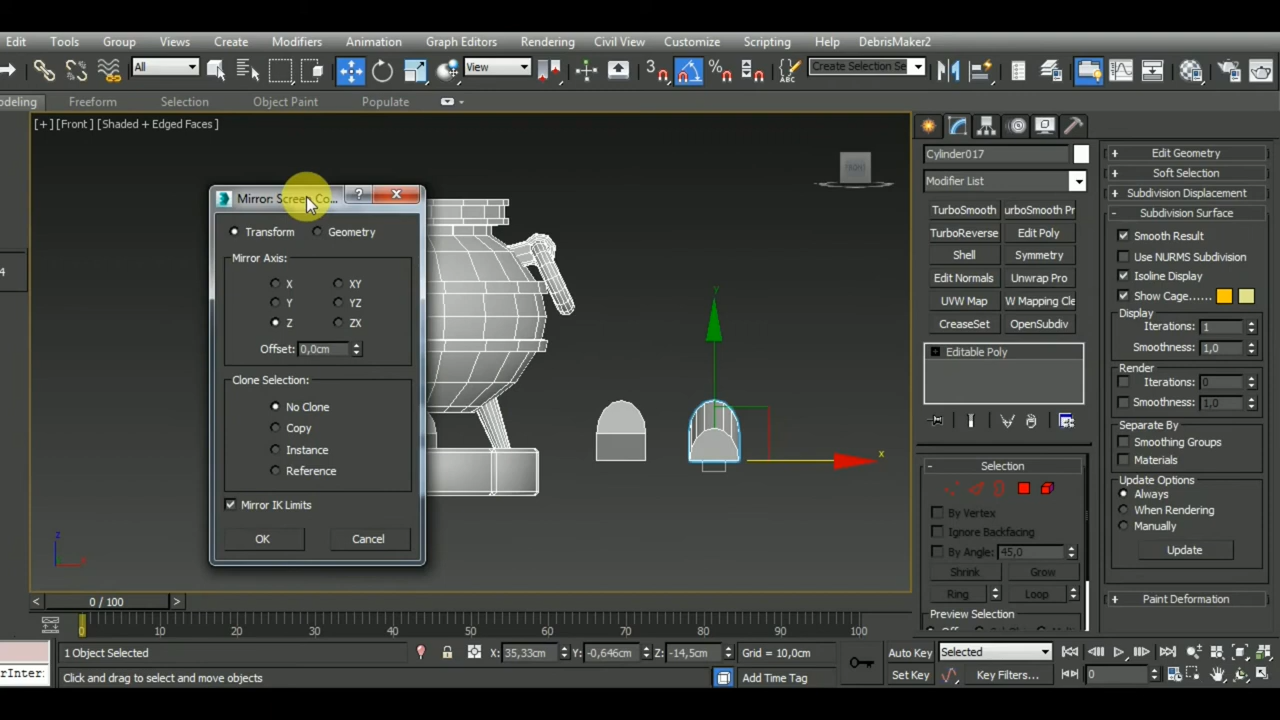 Edit Tools Group Views Create Modifiers Animation Graph Editors Rendering Civil View Customize Scripting Help DebrisMaker2
All View 3 % ABC Create Selection Se
odeling Freeform Selection Object Paint Populate
[ + ] [Front ] [Shaded + Edged Faces ]
FRONT
Mirror: Screen Co...
?
Transform Geometry
Mirror Axis:
X XY
Y YZ
Z ZX
Offset: 0,0cm
Clone Selection:
No Clone
Copy
Instance
Reference
Mirror IK Limits
OK Cancel
4
y
x
z
Cylinder017
Modifier List
TurboSmooth urboSmooth Pr
TurboReverse Edit Poly
Shell Symmetry
Edit Normals Unwrap Pro
UVW Map W Mapping Cle
CreaseSet OpenSubdiv
+ Editable Poly
- Selection
By Vertex
Ignore Backfacing
By Angle: 45,0
Shrink Grow
Ring Loop
Preview Selection
+ Edit Geometry
+ Soft Selection
+ Subdivision Displacement
- Subdivision Surface
Smooth Result
Use NURMS Subdivision
Isoline Display
Show Cage......
Display
Iterations: 1
Smoothness: 1,0
Render
Iterations: 0
Smoothness: 1,0
Separate By
Smoothing Groups
Materials
Update Options
Always
When Rendering
Manually
Update
+ Paint Deformation
< 0 / 100 >
0 10 20 30 40 50 60 70 80 90 100
1 Object Selected X: 35,33cm Y: -0,646cm Z: -14,5cm Grid = 10,0cm Auto Key Selected
rInter: Click and drag to select and move objects Add Time Tag Set Key Key Filters... 0